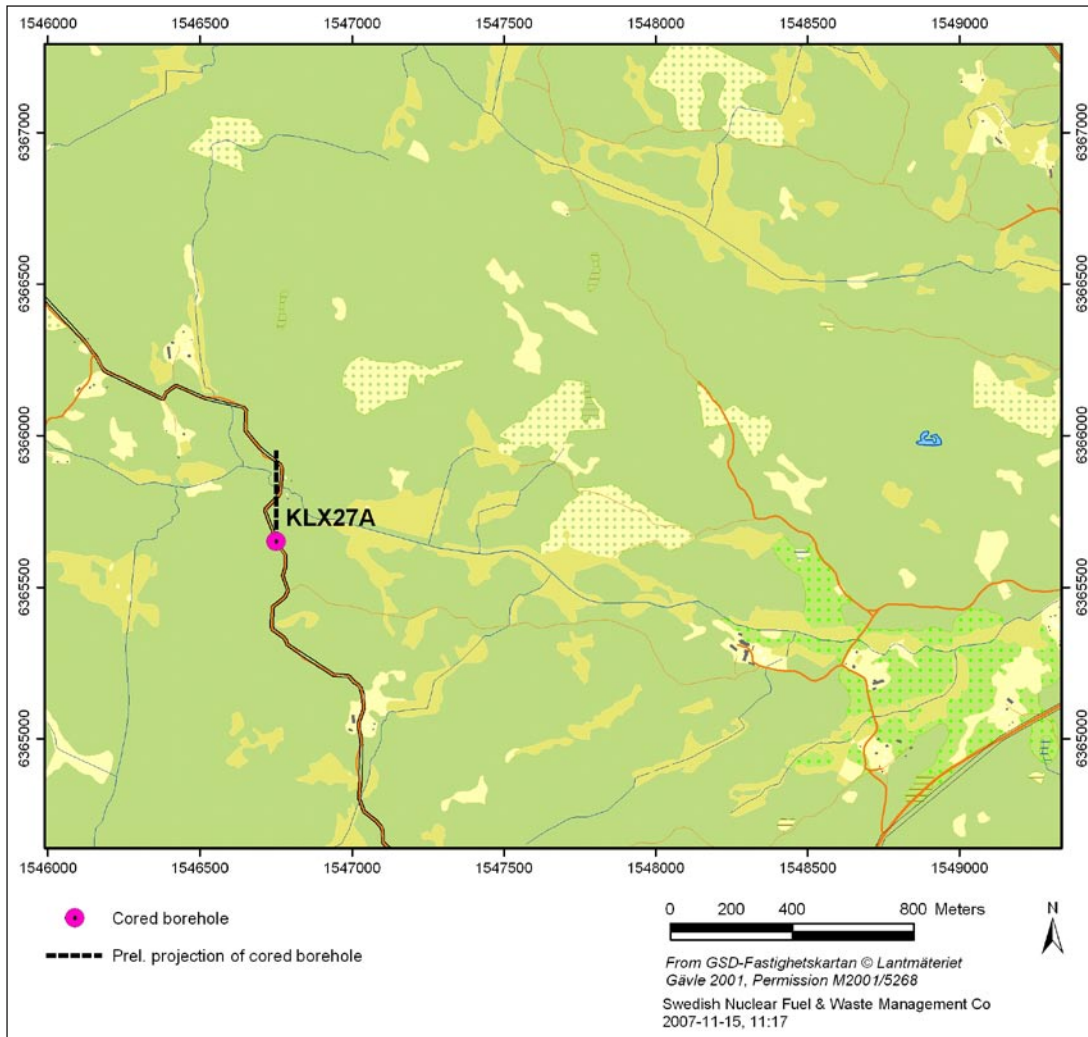 1546000 1546500 1547000 1547500 1548000 1548500 1549000
6367000 6367000
6366500 6366500
6366000 6366000
KLX27A
6365500 6365500
6365000 6365000
1546000 1546500 1547000 1547500 1548000 1548500 1549000
Cored borehole
Prel. projection of cored borehole
0 200 400 800 Meters
N
From GSD-Fastighetskartan © Lantmäteriet
Gävle 2001, Permission M2001/5268
Swedish Nuclear Fuel & Waste Management Co
2007-11-15, 11:17